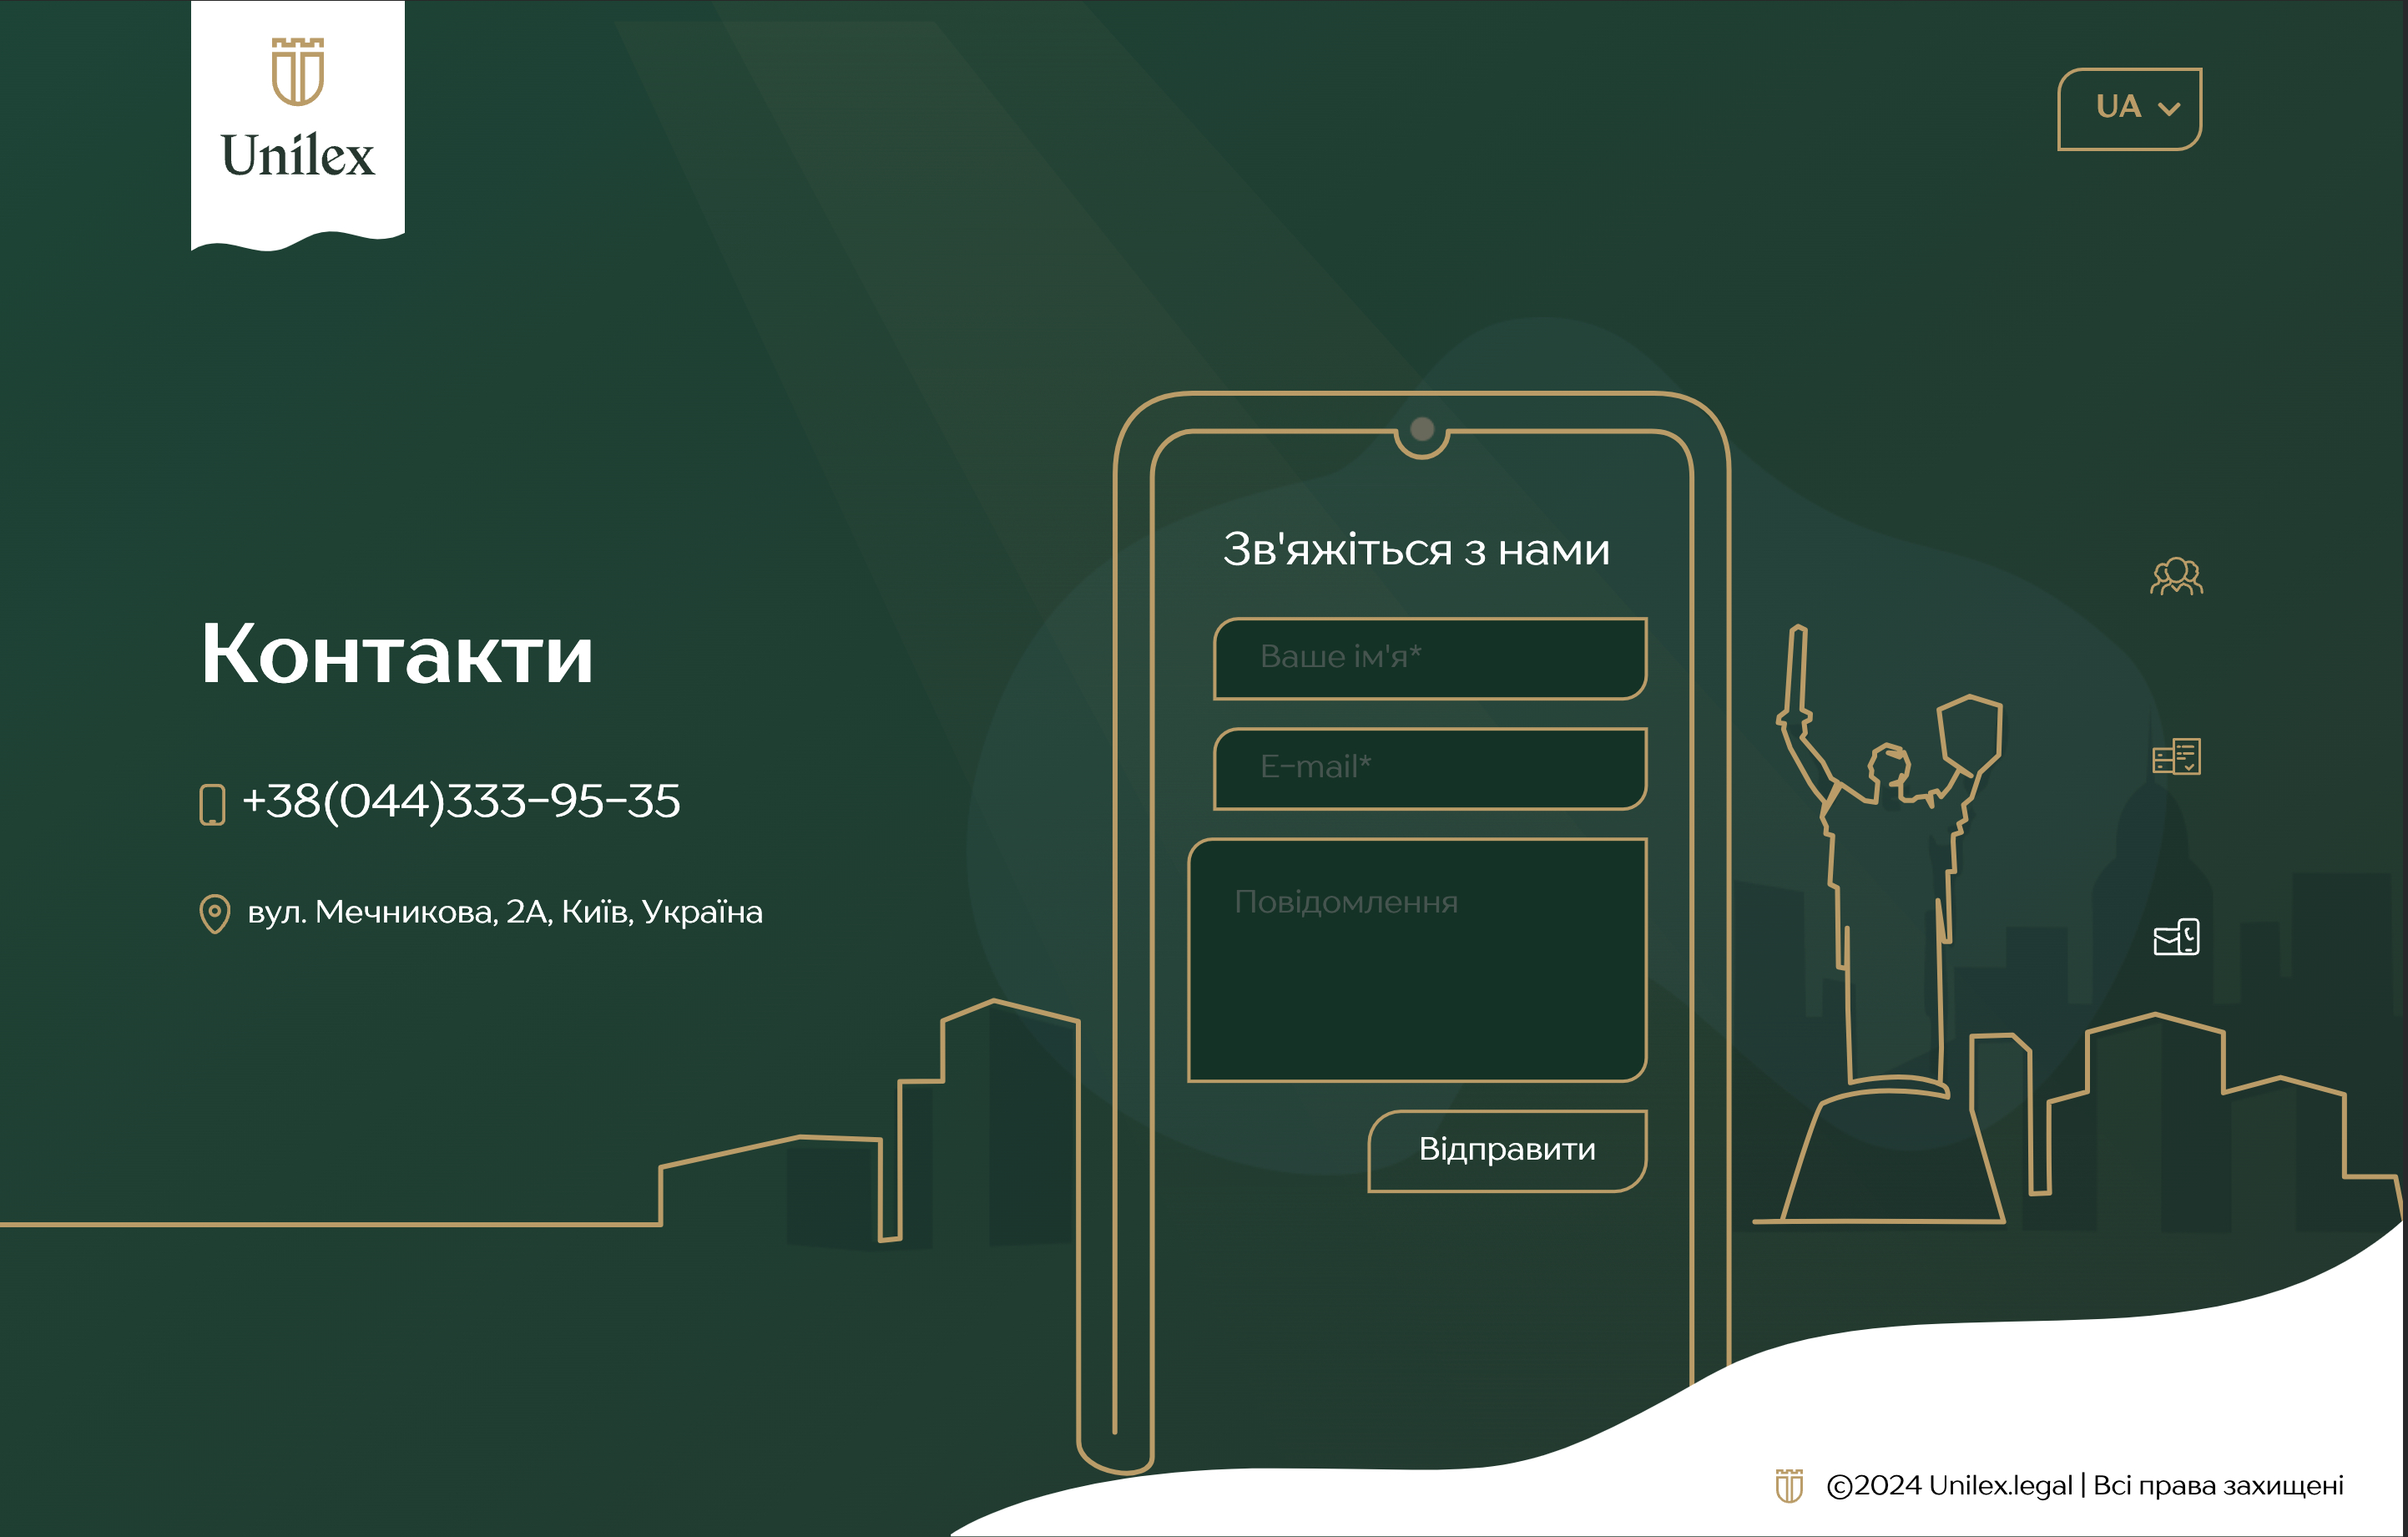 Unilex
UA
Контакти
+38(044)333-95-35
вул. Мечникова, 2А, Київ, Україна
Зв'яжіться з нами
Ваше ім'я*
E-mail*
Повідомлення
Відправити
©2024 Unilex.legal | Всі права захищені